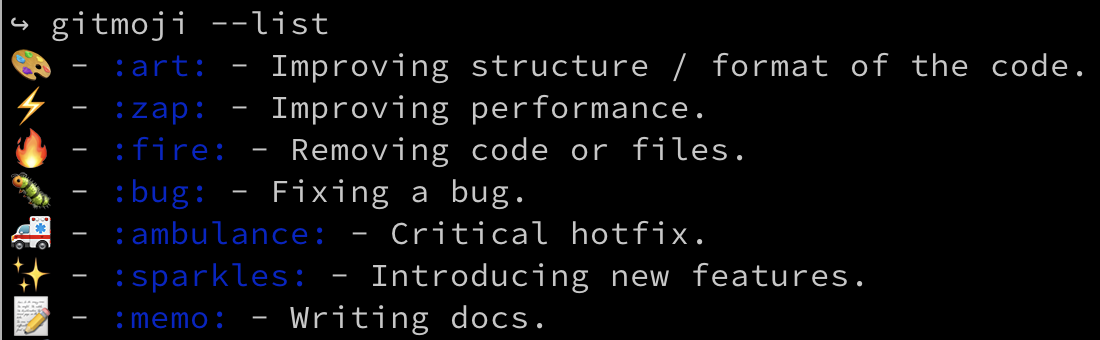 ↪ gitmoji --list
🎨 - :art: - Improving structure / format of the code.
⚡ - :zap: - Improving performance.
🔥 - :fire: - Removing code or files.
🐛 - :bug: - Fixing a bug.
🚑 - :ambulance: - Critical hotfix.
✨ - :sparkles: - Introducing new features.
📝 - :memo: - Writing docs.